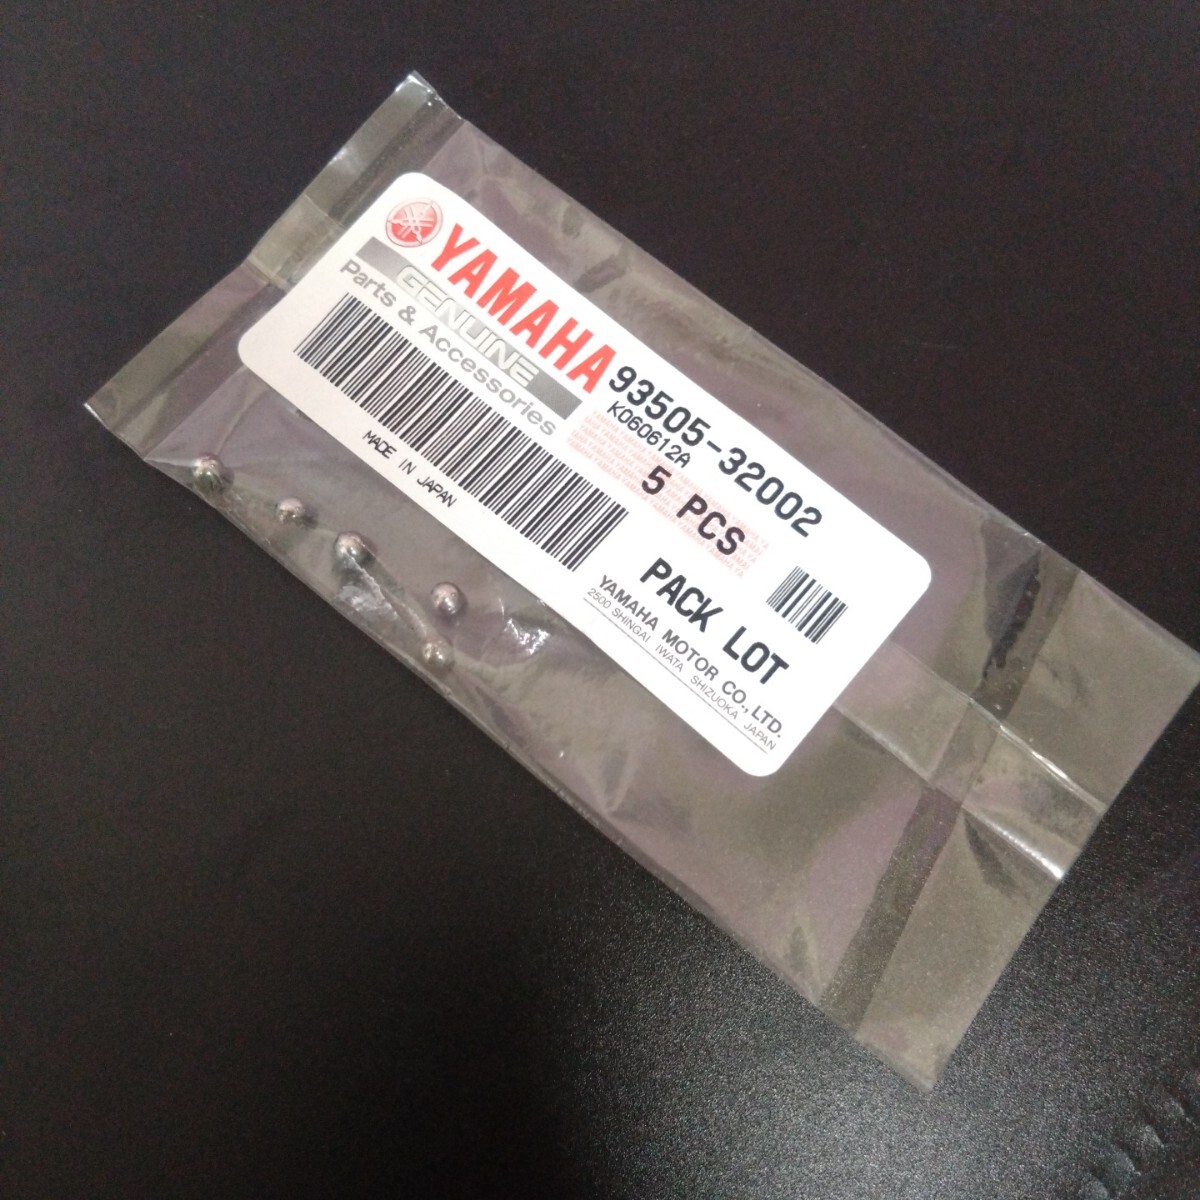 YAMAHA
GENUINE
Parts & Accessories
93505-32002
K060612A
5 PCS
PACK LOT
MADE IN JAPAN
YAMAHA MOTOR CO., LTD.
2500 SHINGAI IWATA SHIZUOKA JAPAN